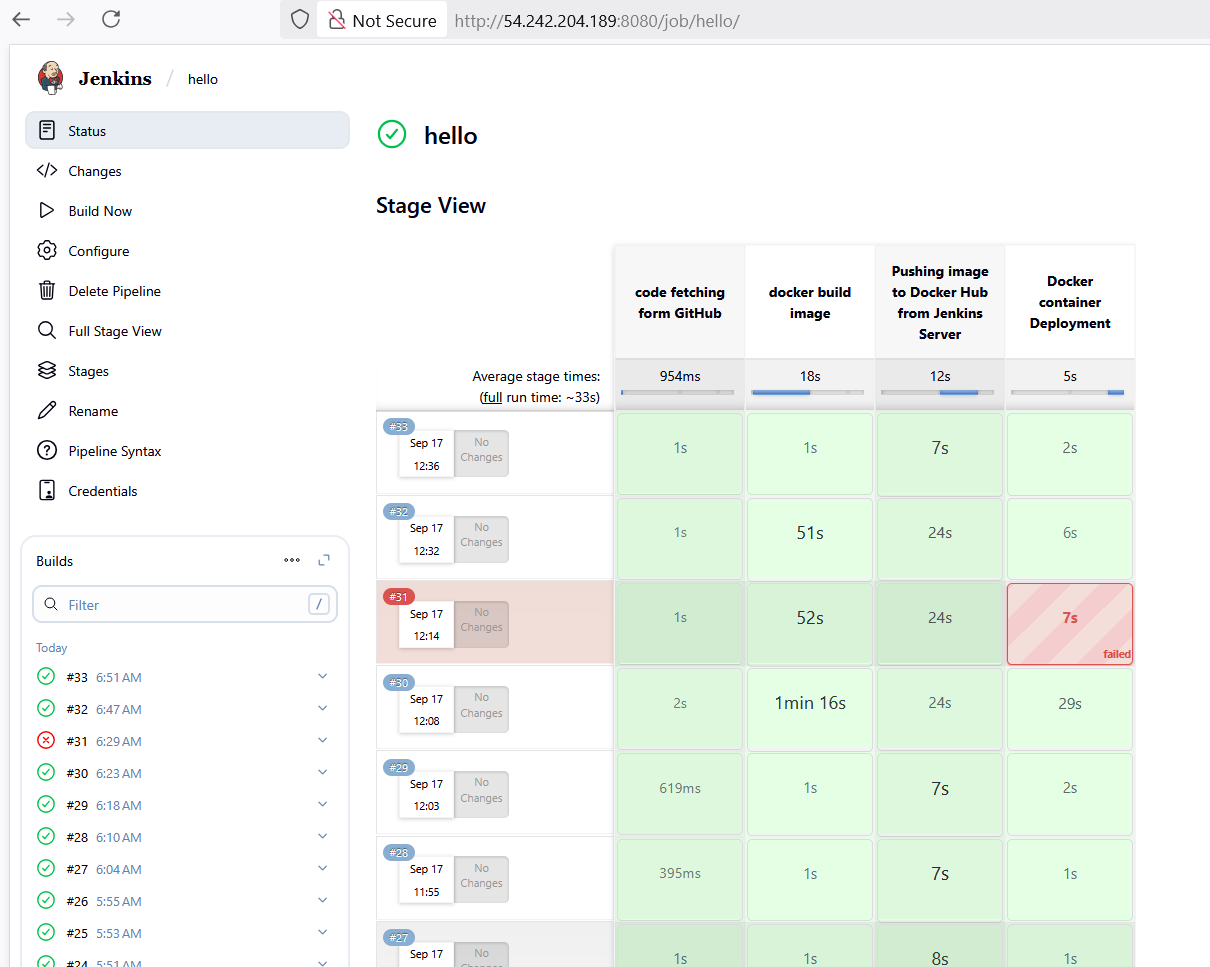 Not Secure http://54.242.204.189:8080/job/hello/
Jenkins / hello
Status
Changes
Build Now
Configure
Delete Pipeline
Full Stage View
Stages
Rename
Pipeline Syntax
Credentials
Builds
Filter /
Today
#33 6:51 AM
#32 6:47 AM
#31 6:29 AM
#30 6:23 AM
#29 6:18 AM
#28 6:10 AM
#27 6:04 AM
#26 5:55 AM
#25 5:53 AM
#24 5:51 AM
hello
Stage View
code fetching
form GitHub
docker build
image
Pushing image
to Docker Hub
from Jenkins
Server
Docker
container
Deployment
Average stage times:
(full run time: ~33s)
954ms 18s 12s 5s
#33
Sep 17
12:36
No
Changes
1s 1s 7s 2s
#32
Sep 17
12:32
No
Changes
1s 51s 24s 6s
#31
Sep 17
12:14
No
Changes
1s 52s 24s 7s
failed
#30
Sep 17
12:08
No
Changes
2s 1min 16s 24s 29s
#29
Sep 17
12:03
No
Changes
619ms 1s 7s 2s
#28
Sep 17
11:55
No
Changes
395ms 1s 7s 1s
#27
Sep 17
No
Changes
1s 1s 8s 1s